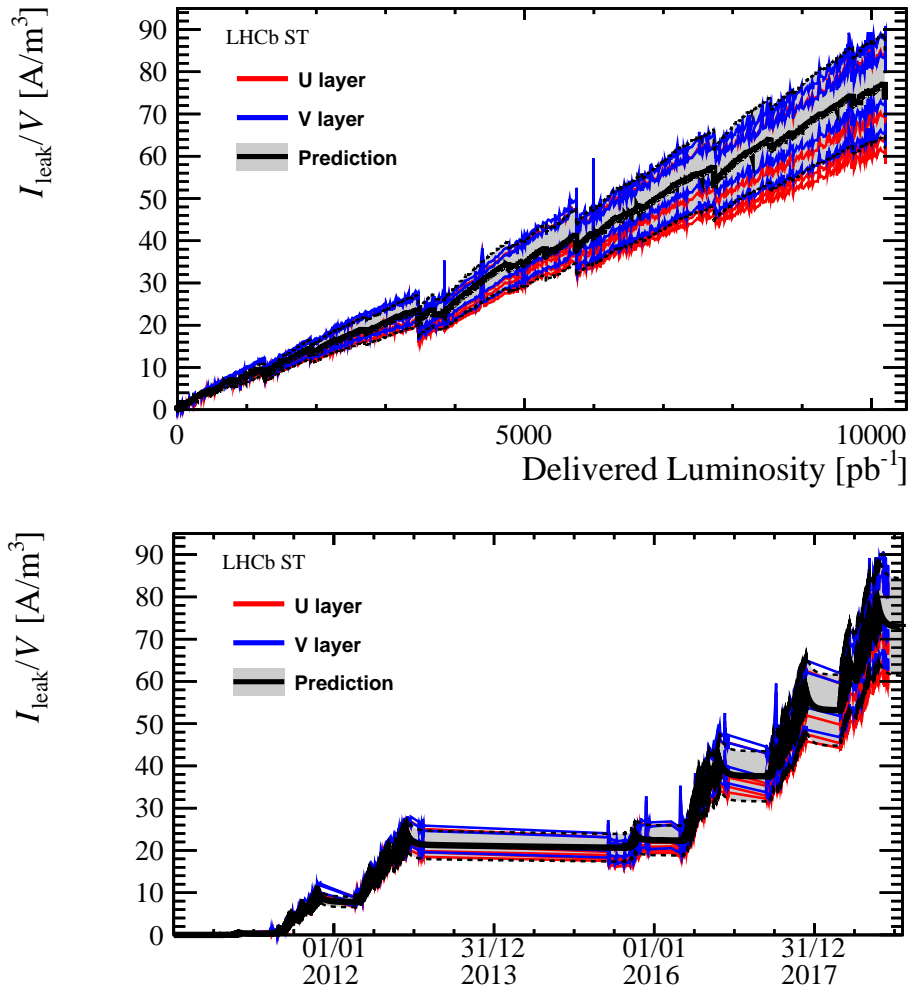 I_leak/V [A/m³]
90
80
70
60
50
40
30
20
10
0
LHCb ST
U layer
V layer
Prediction
0 5000 10000
Delivered Luminosity [pb⁻¹]
I_leak/V [A/m³]
90
80
70
60
50
40
30
20
10
0
LHCb ST
U layer
V layer
Prediction
01/01 31/12 01/01 31/12
2012 2013 2016 2017